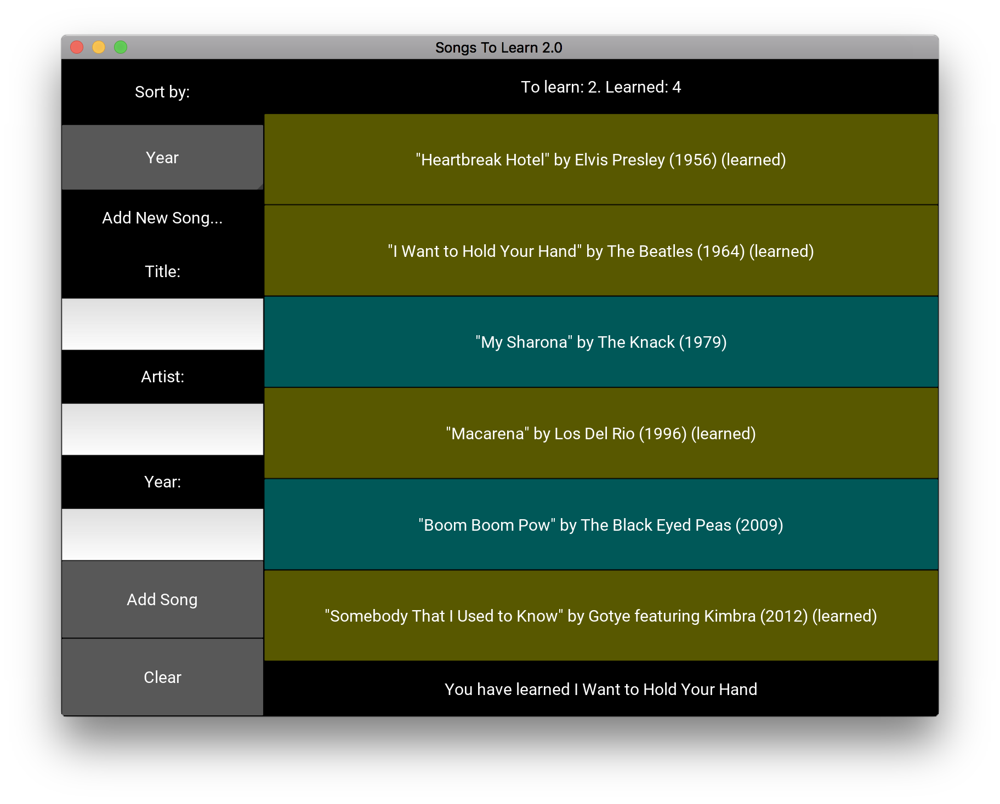 Songs To Learn 2.0
Sort by:
Year
Add New Song...
Title:
Artist:
Year:
Add Song
Clear
To learn: 2. Learned: 4
"Heartbreak Hotel" by Elvis Presley (1956) (learned)
"I Want to Hold Your Hand" by The Beatles (1964) (learned)
"My Sharona" by The Knack (1979)
"Macarena" by Los Del Rio (1996) (learned)
"Boom Boom Pow" by The Black Eyed Peas (2009)
"Somebody That I Used to Know" by Gotye featuring Kimbra (2012) (learned)
You have learned I Want to Hold Your Hand